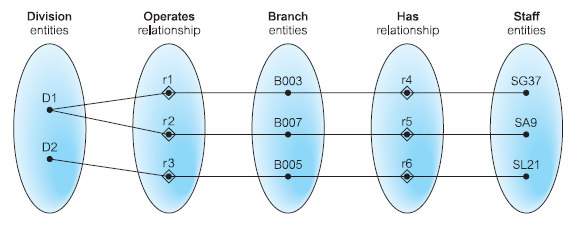 Division Operates Branch Has Staff
entities relationship entities relationship entities
r1 B003 r4 SG37
D1
r2 B007 r5 SA9
D2
r3 B005 r6 SL21